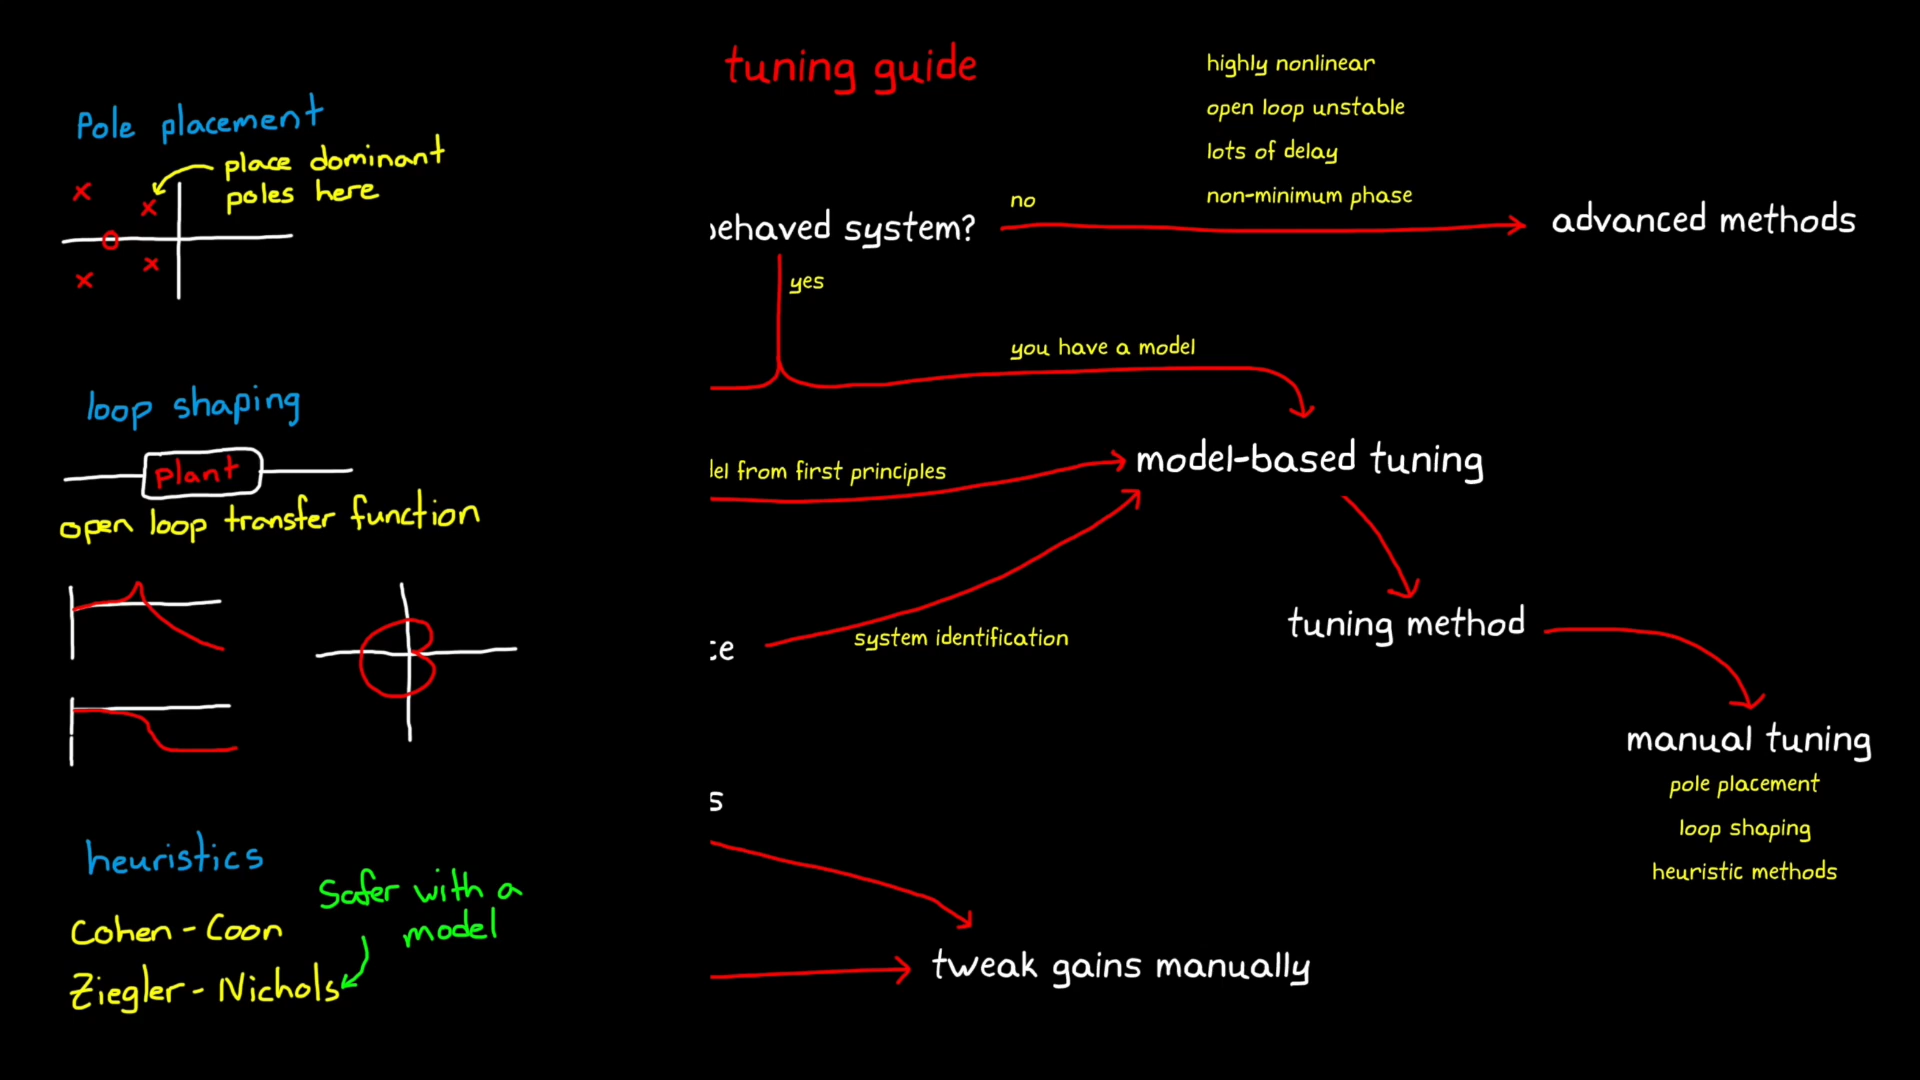 Pole placement
place dominant
poles here
loop shaping
plant
open loop transfer function
heuristics
Safer with a
model
Cohen - Coon
Ziegler - Nichols
tuning guide
highly nonlinear
open loop unstable
lots of delay
non-minimum phase
behaved system?
no
advanced methods
yes
you have a model
from first principles
model-based tuning
system identification
tuning method
manual tuning
pole placement
loop shaping
heuristic methods
tweak gains manually